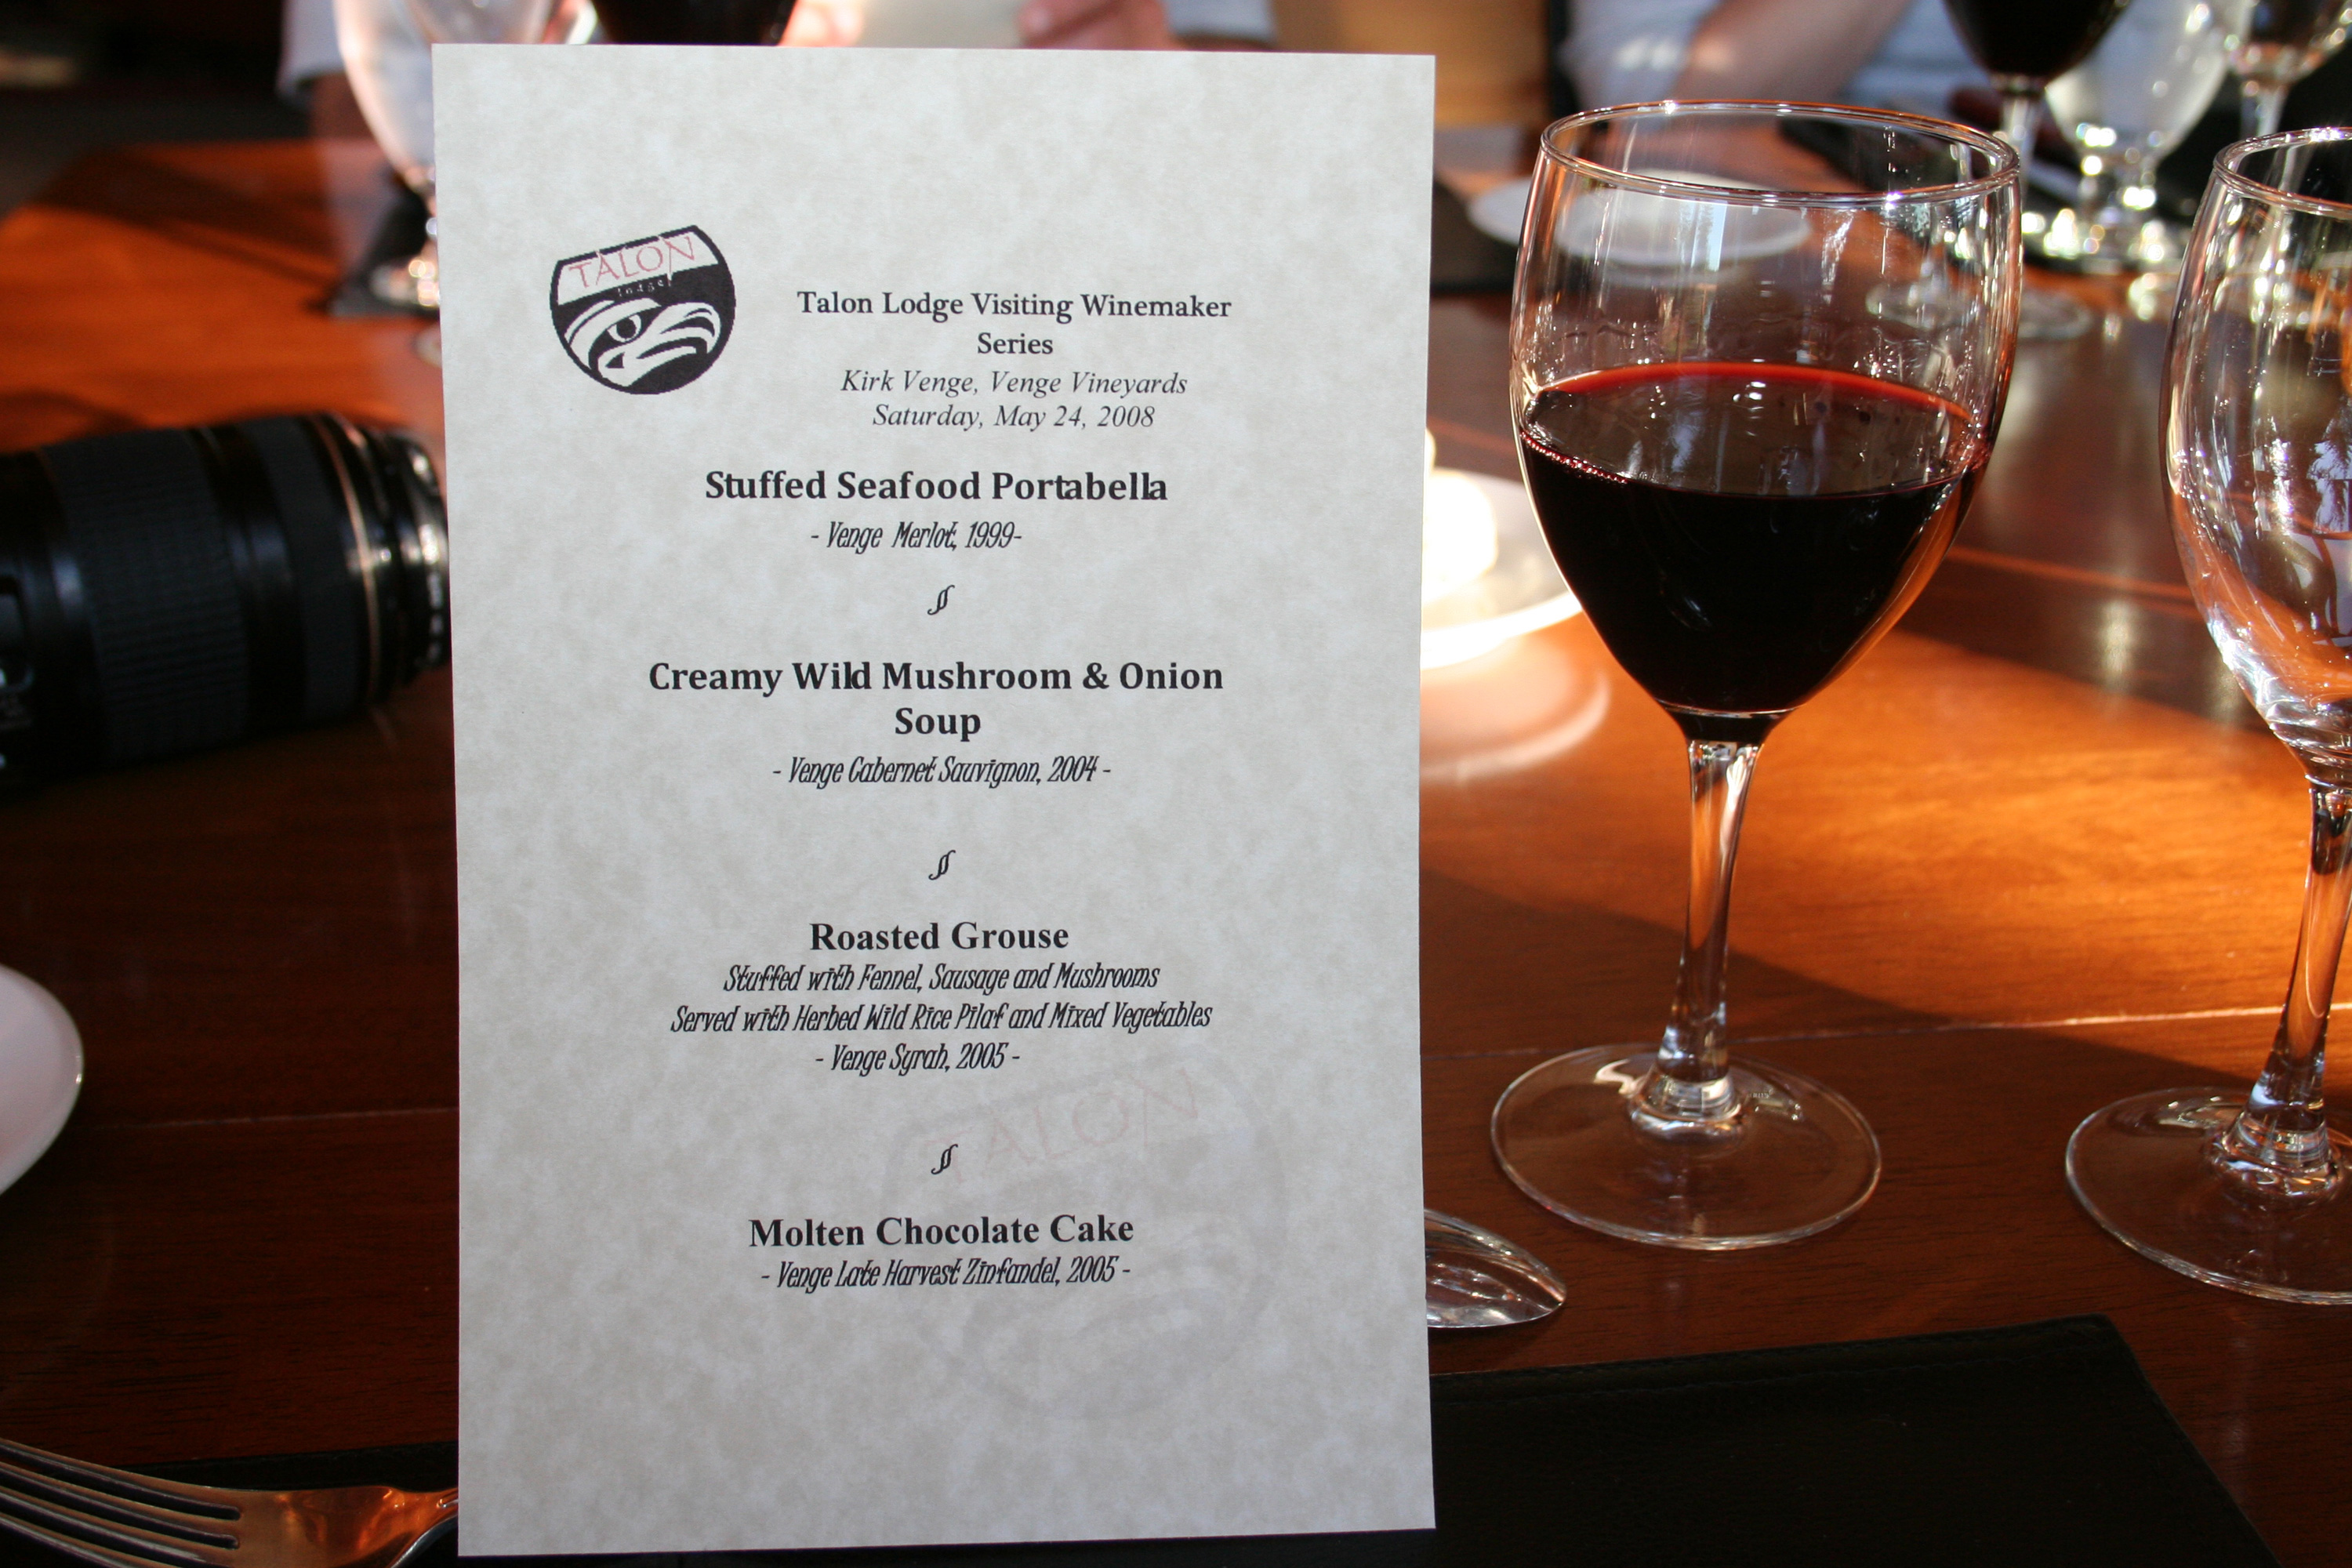 TALON
lodge
Talon Lodge Visiting Winemaker
Series
Kirk Venge, Venge Vineyards
Saturday, May 24, 2008
Stuffed Seafood Portabella
- Venge Merlot, 1999-
Creamy Wild Mushroom & Onion
Soup
- Venge Cabernet Sauvignon, 2004 -
Roasted Grouse
Stuffed with Fennel, Sausage and Mushrooms
Served with Herbed Wild Rice Pilaf and Mixed Vegetables
- Venge Syrah, 2005 -
TALON
Molten Chocolate Cake
- Venge Late Harvest Zinfandel, 2005 -